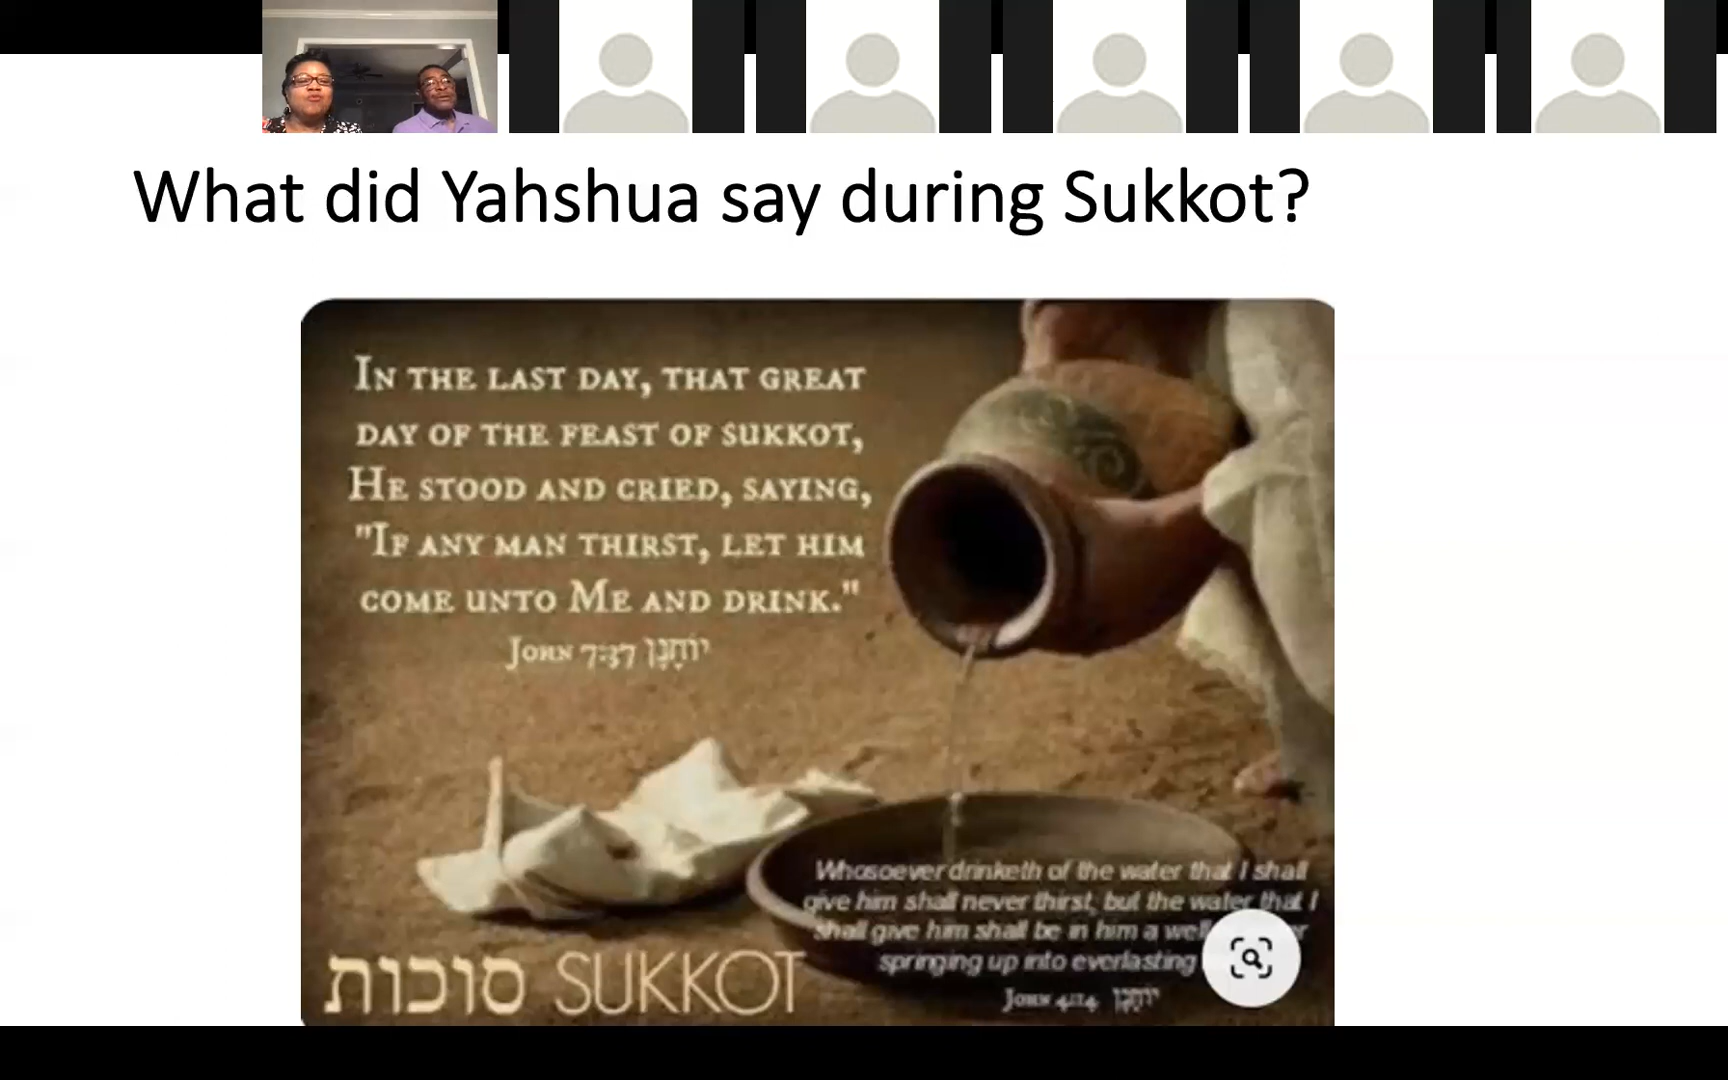 What did Yahshua say during Sukkot?
In the last day, that great
day of the feast of sukkot,
He stood and cried, saying,
"If any man thirst, let him
come unto Me and drink."
John 7:37 יוֹחָנָן
Whosoever drinketh of the water that I shall
give him shall never thirst, but the water that I
shall give him shall be in him a well
springing up into everlasting
John 4:14 יוֹחָנָן
סוכות SUKKOT